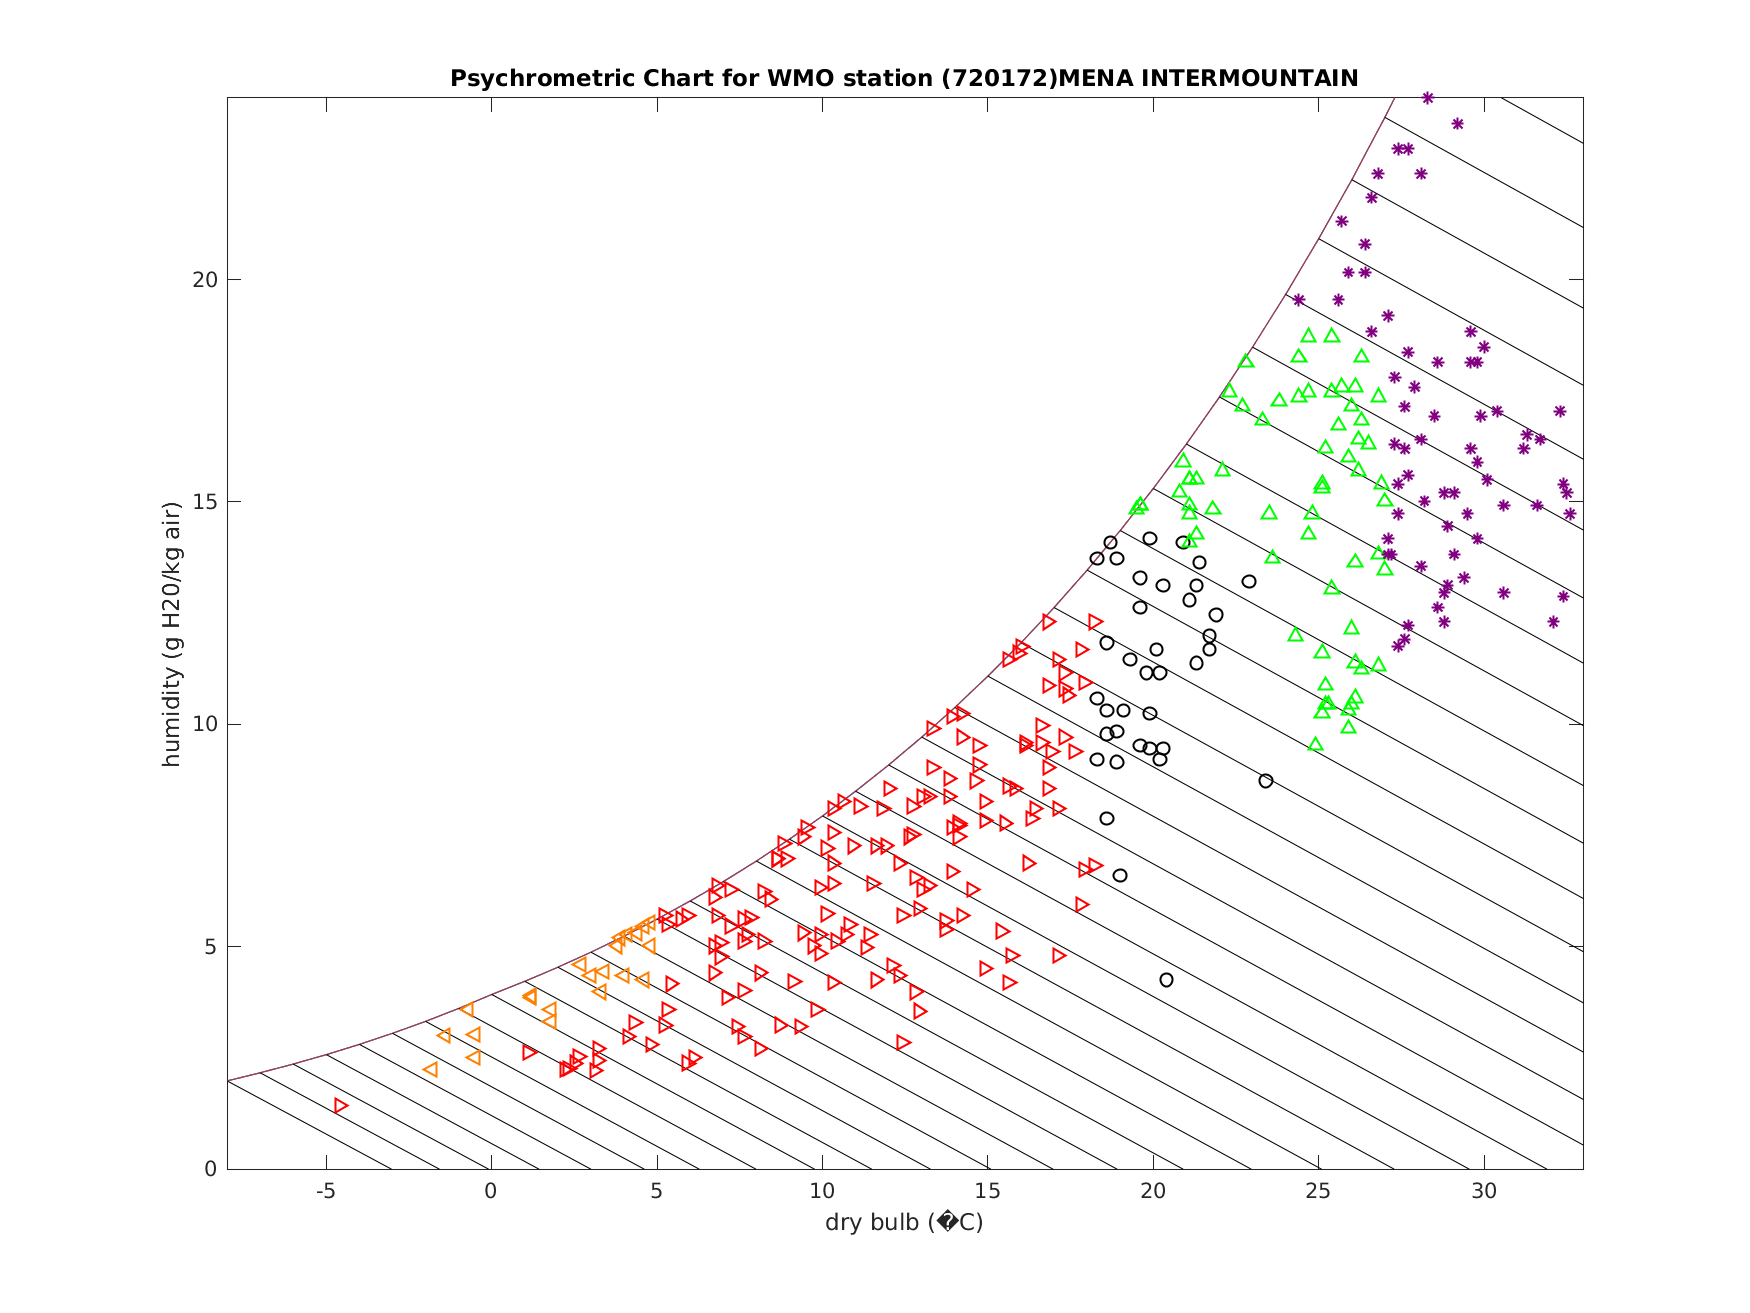 Psychrometric Chart for WMO station (720172)MENA INTERMOUNTAIN
humidity (g H20/kg air)
20
15
10
5
0
-5 0 5 10 15 20 25 30
dry bulb (�C)